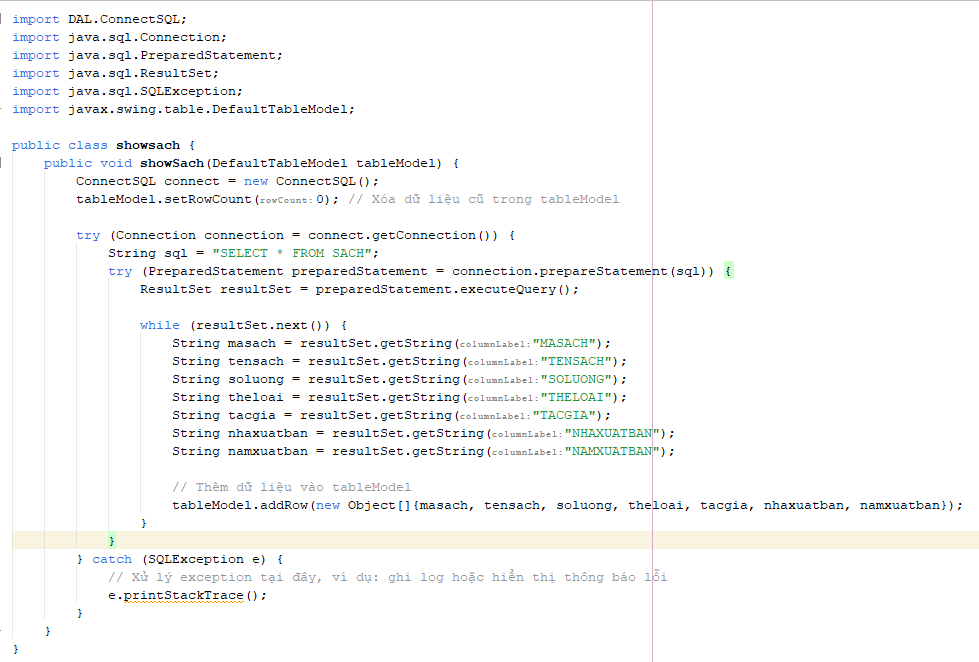 import DAL.ConnectSQL;
import java.sql.Connection;
import java.sql.PreparedStatement;
import java.sql.ResultSet;
import java.sql.SQLException;
import javax.swing.table.DefaultTableModel;
public class showsach {
public void showSach(DefaultTableModel tableModel) {
ConnectSQL connect = new ConnectSQL();
tableModel.setRowCount(rowCount: 0); // Xóa dữ liệu cũ trong tableModel
try (Connection connection = connect.getConnection()) {
String sql = "SELECT * FROM SACH";
try (PreparedStatement preparedStatement = connection.prepareStatement(sql)) {
ResultSet resultSet = preparedStatement.executeQuery();
while (resultSet.next()) {
String masach = resultSet.getString(columnLabel: "MASACH");
String tensach = resultSet.getString(columnLabel: "TENSACH");
String soluong = resultSet.getString(columnLabel: "SOLUONG");
String theloai = resultSet.getString(columnLabel: "THELOAI");
String tacgia = resultSet.getString(columnLabel: "TACGIA");
String nhaxuatban = resultSet.getString(columnLabel: "NHAXUATBAN");
String namxuatban = resultSet.getString(columnLabel: "NAMXUATBAN");
// Thêm dữ liệu vào tableModel
tableModel.addRow(new Object[]{masach, tensach, soluong, theloai, tacgia, nhaxuatban, namxuatban});
}
}
} catch (SQLException e) {
// Xử lý exception tại đây, ví dụ: ghi log hoặc hiển thị thông báo lỗi
e.printStackTrace();
}
}
}